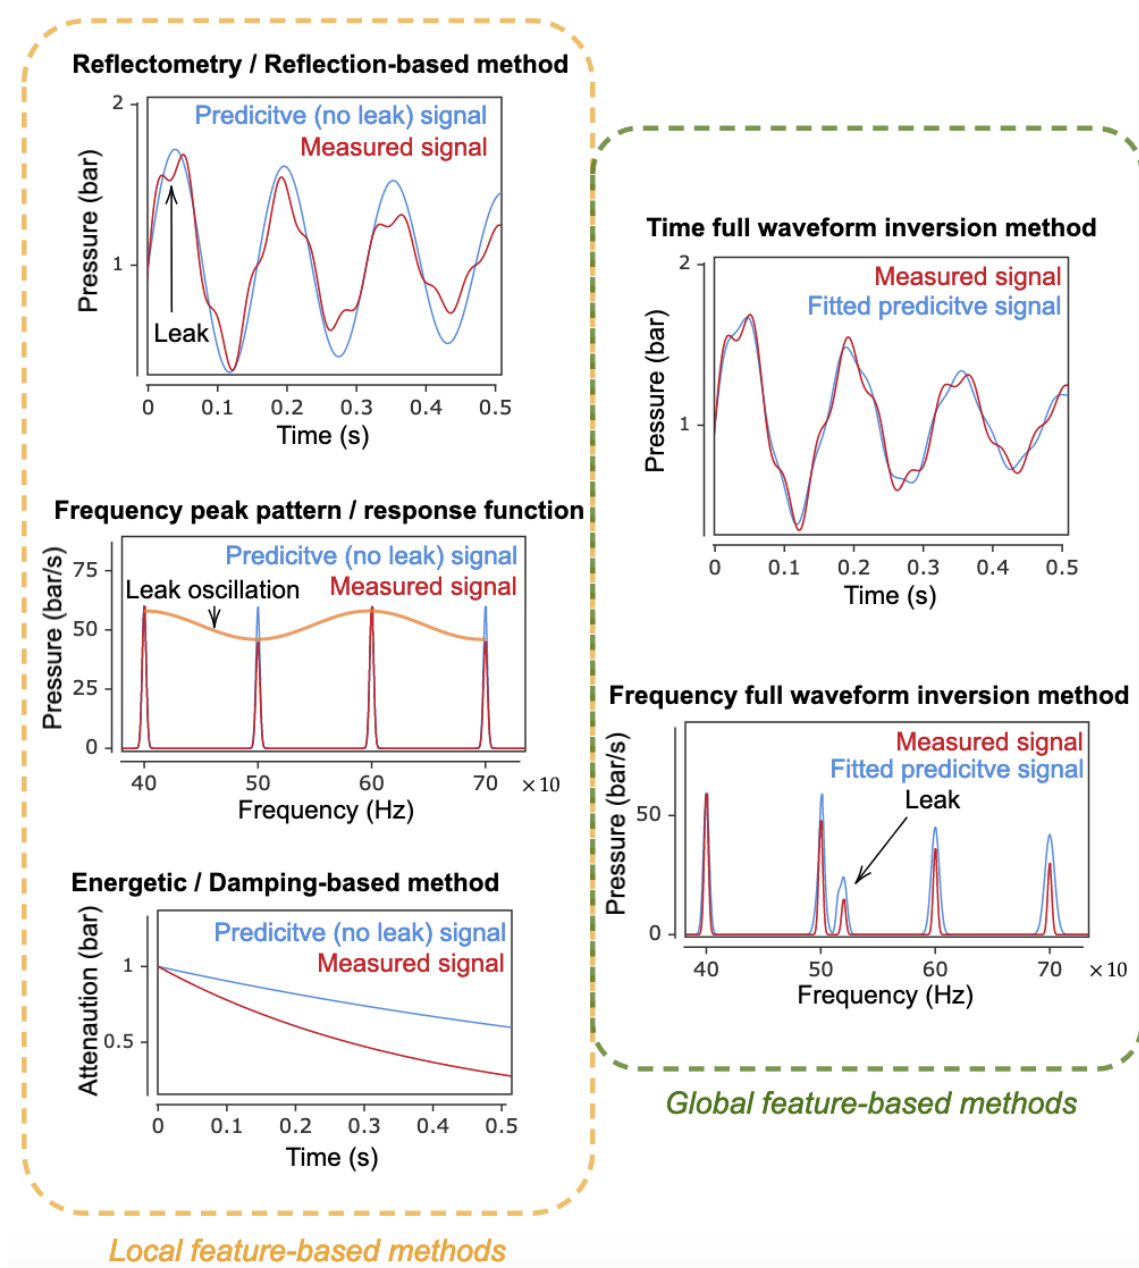 Reflectometry / Reflection-based method
Predicitve (no leak) signal
Measured signal
Pressure (bar)
2
1
Leak
0
0.1
0.2
0.3
0.4
0.5
Time (s)
Frequency peak pattern / response function
Predicitve (no leak) signal
Measured signal
Leak oscillation
Pressure (bar/s)
75
50
25
0
40
50
60
70
×10
Frequency (Hz)
Energetic / Damping-based method
Predicitve (no leak) signal
Measured signal
Attenaution (bar)
1
0.5
0
0.1
0.2
0.3
0.4
0.5
Time (s)
Local feature-based methods
Time full waveform inversion method
Measured signal
Fitted predicitve signal
Pressure (bar)
2
1
0
0.1
0.2
0.3
0.4
0.5
Time (s)
Frequency full waveform inversion method
Measured signal
Fitted predicitve signal
Leak
Pressure (bar/s)
50
0
40
50
60
70
×10
Frequency (Hz)
Global feature-based methods